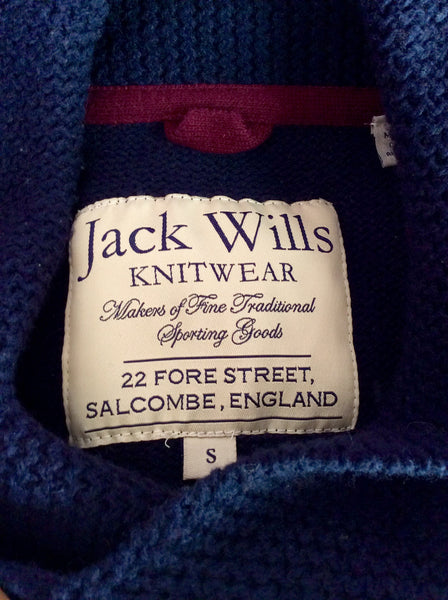 Jack Wills
KNITWEAR
Makers of Fine Traditional
Sporting Goods
22 FORE STREET,
SALCOMBE, ENGLAND
S